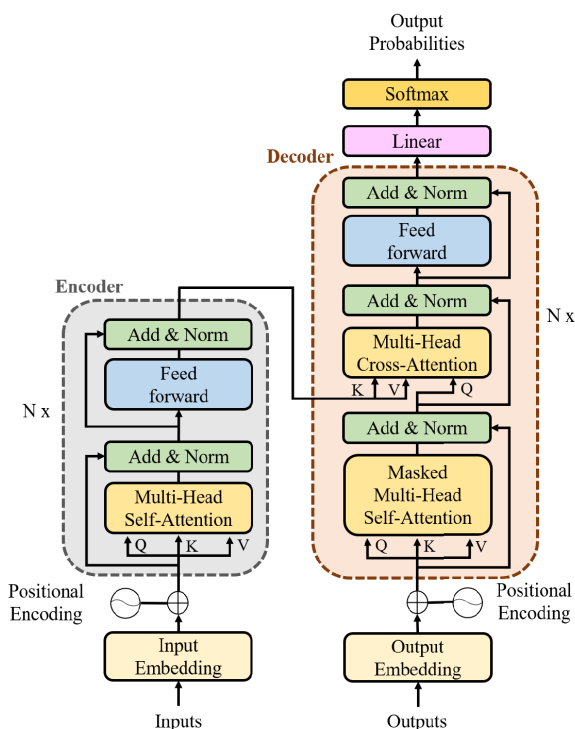 Output
Probabilities
Softmax
Linear
Decoder
Add & Norm
Feed
forward
Add & Norm
Multi-Head
Cross-Attention
K
V
Q
N x
Add & Norm
Masked
Multi-Head
Self-Attention
Q
K
V
Positional
Encoding
Output
Embedding
Outputs
Encoder
Add & Norm
Feed
forward
N x
Add & Norm
Multi-Head
Self-Attention
Q
K
V
Positional
Encoding
Input
Embedding
Inputs